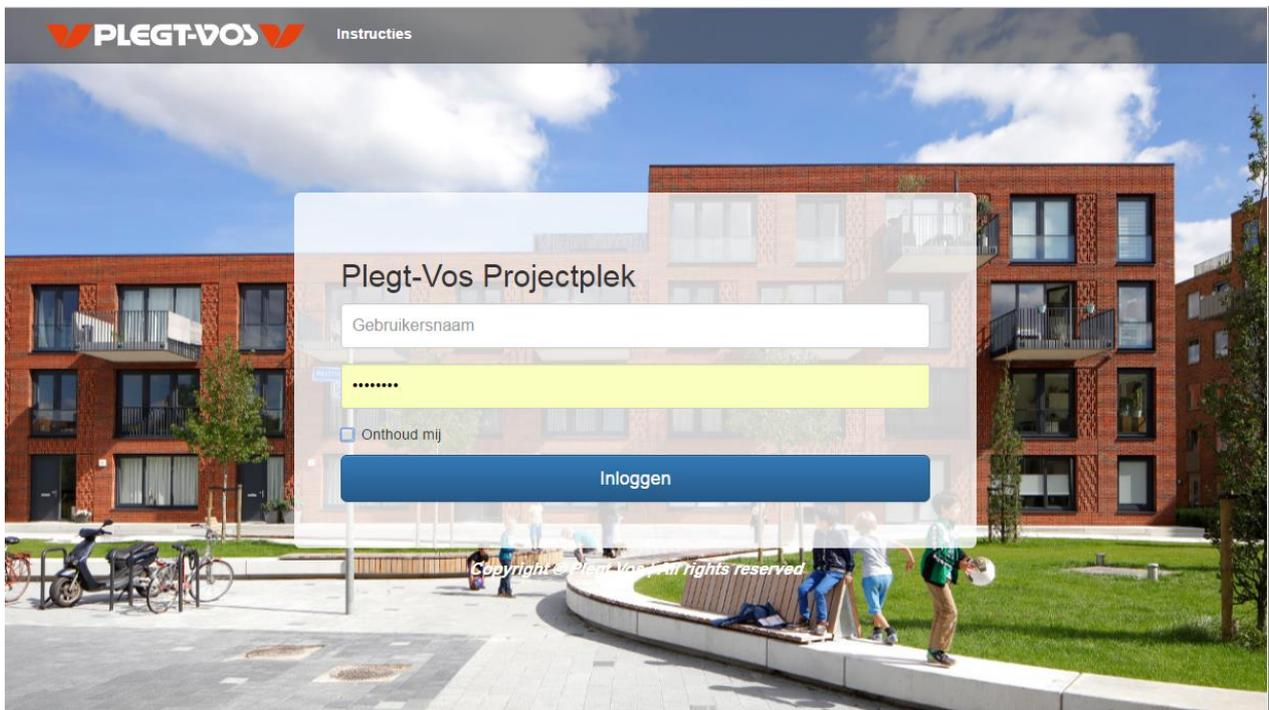 PLEGT-VOS
Instructies
Plegt-Vos Projectplek
Gebruikersnaam
••••••••
Onthoud mij
Inloggen
Copyright © Plegt-Vos | All rights reserved